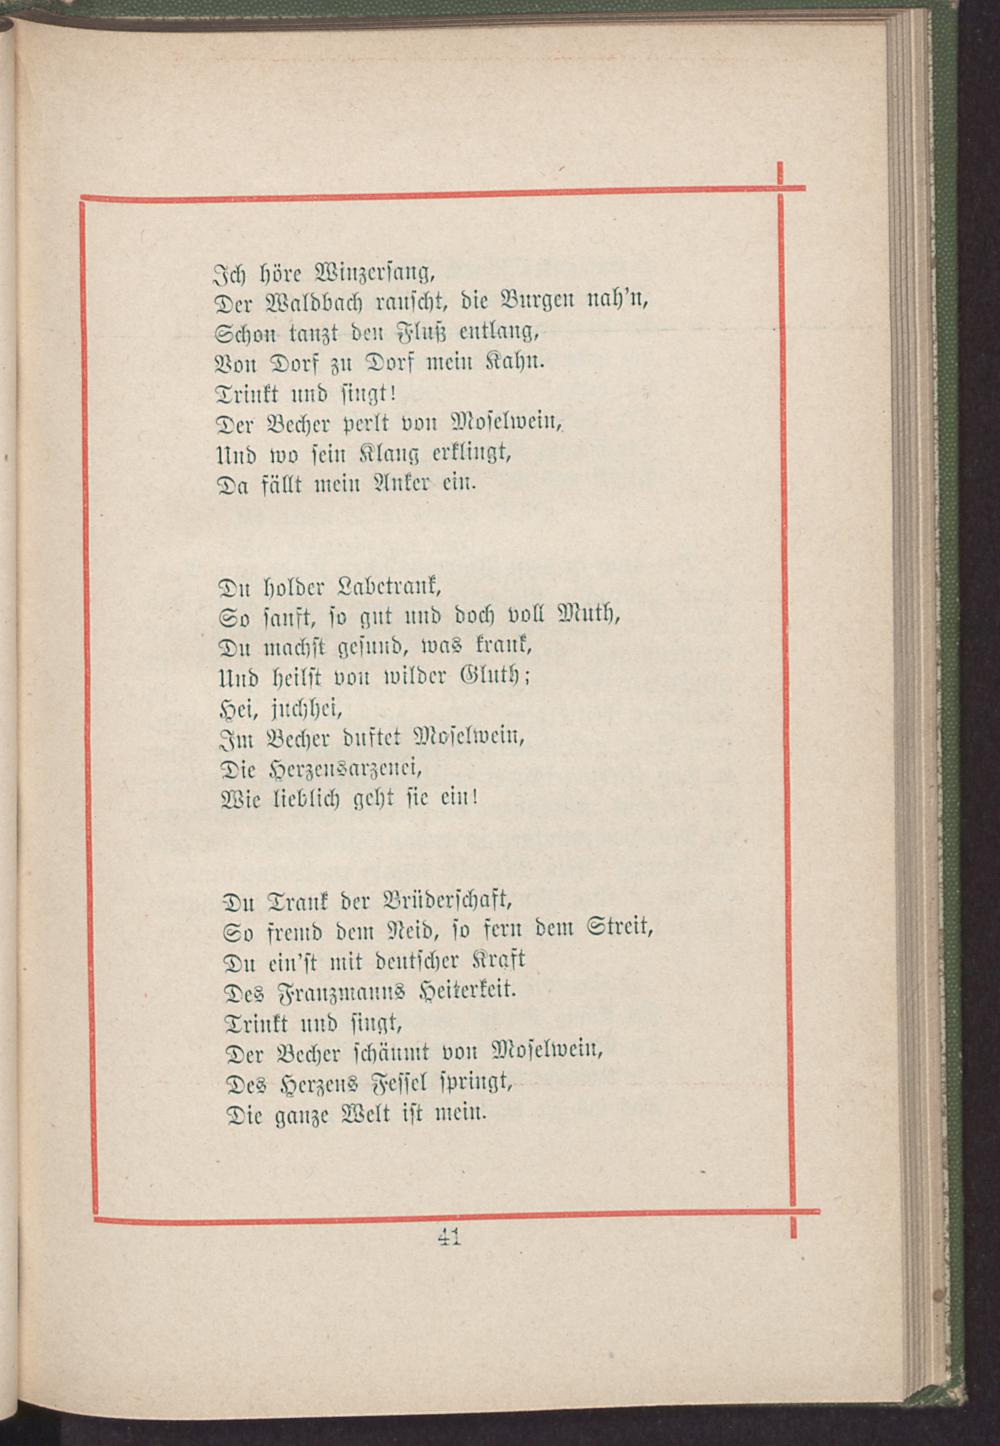 Ich höre Winzersang,
Der Waldbach rauscht, die Burgen nah'n,
Schon tanzt den Fluß entlang,
Von Dorf zu Dorf mein Kahn.
Trinkt und singt!
Der Becher perlt von Moselwein,
Und wo sein Klang erklingt,
Da fällt mein Anker ein.
Du holder Labetrank,
So sanft, so gut und doch voll Muth,
Du machst gesund, was krank,
Und heilst von wilder Gluth;
Hei, juchhei,
Im Becher duftet Moselwein,
Die Herzensarzenei,
Wie lieblich geht sie ein!
Du Trank der Brüderschaft,
So fremd dem Neid, so fern dem Streit,
Du ein'st mit deutscher Kraft
Des Franzmanns Heiterkeit.
Trinkt und singt,
Der Becher schäumt von Moselwein,
Des Herzens Fessel springt,
Die ganze Welt ist mein.
41